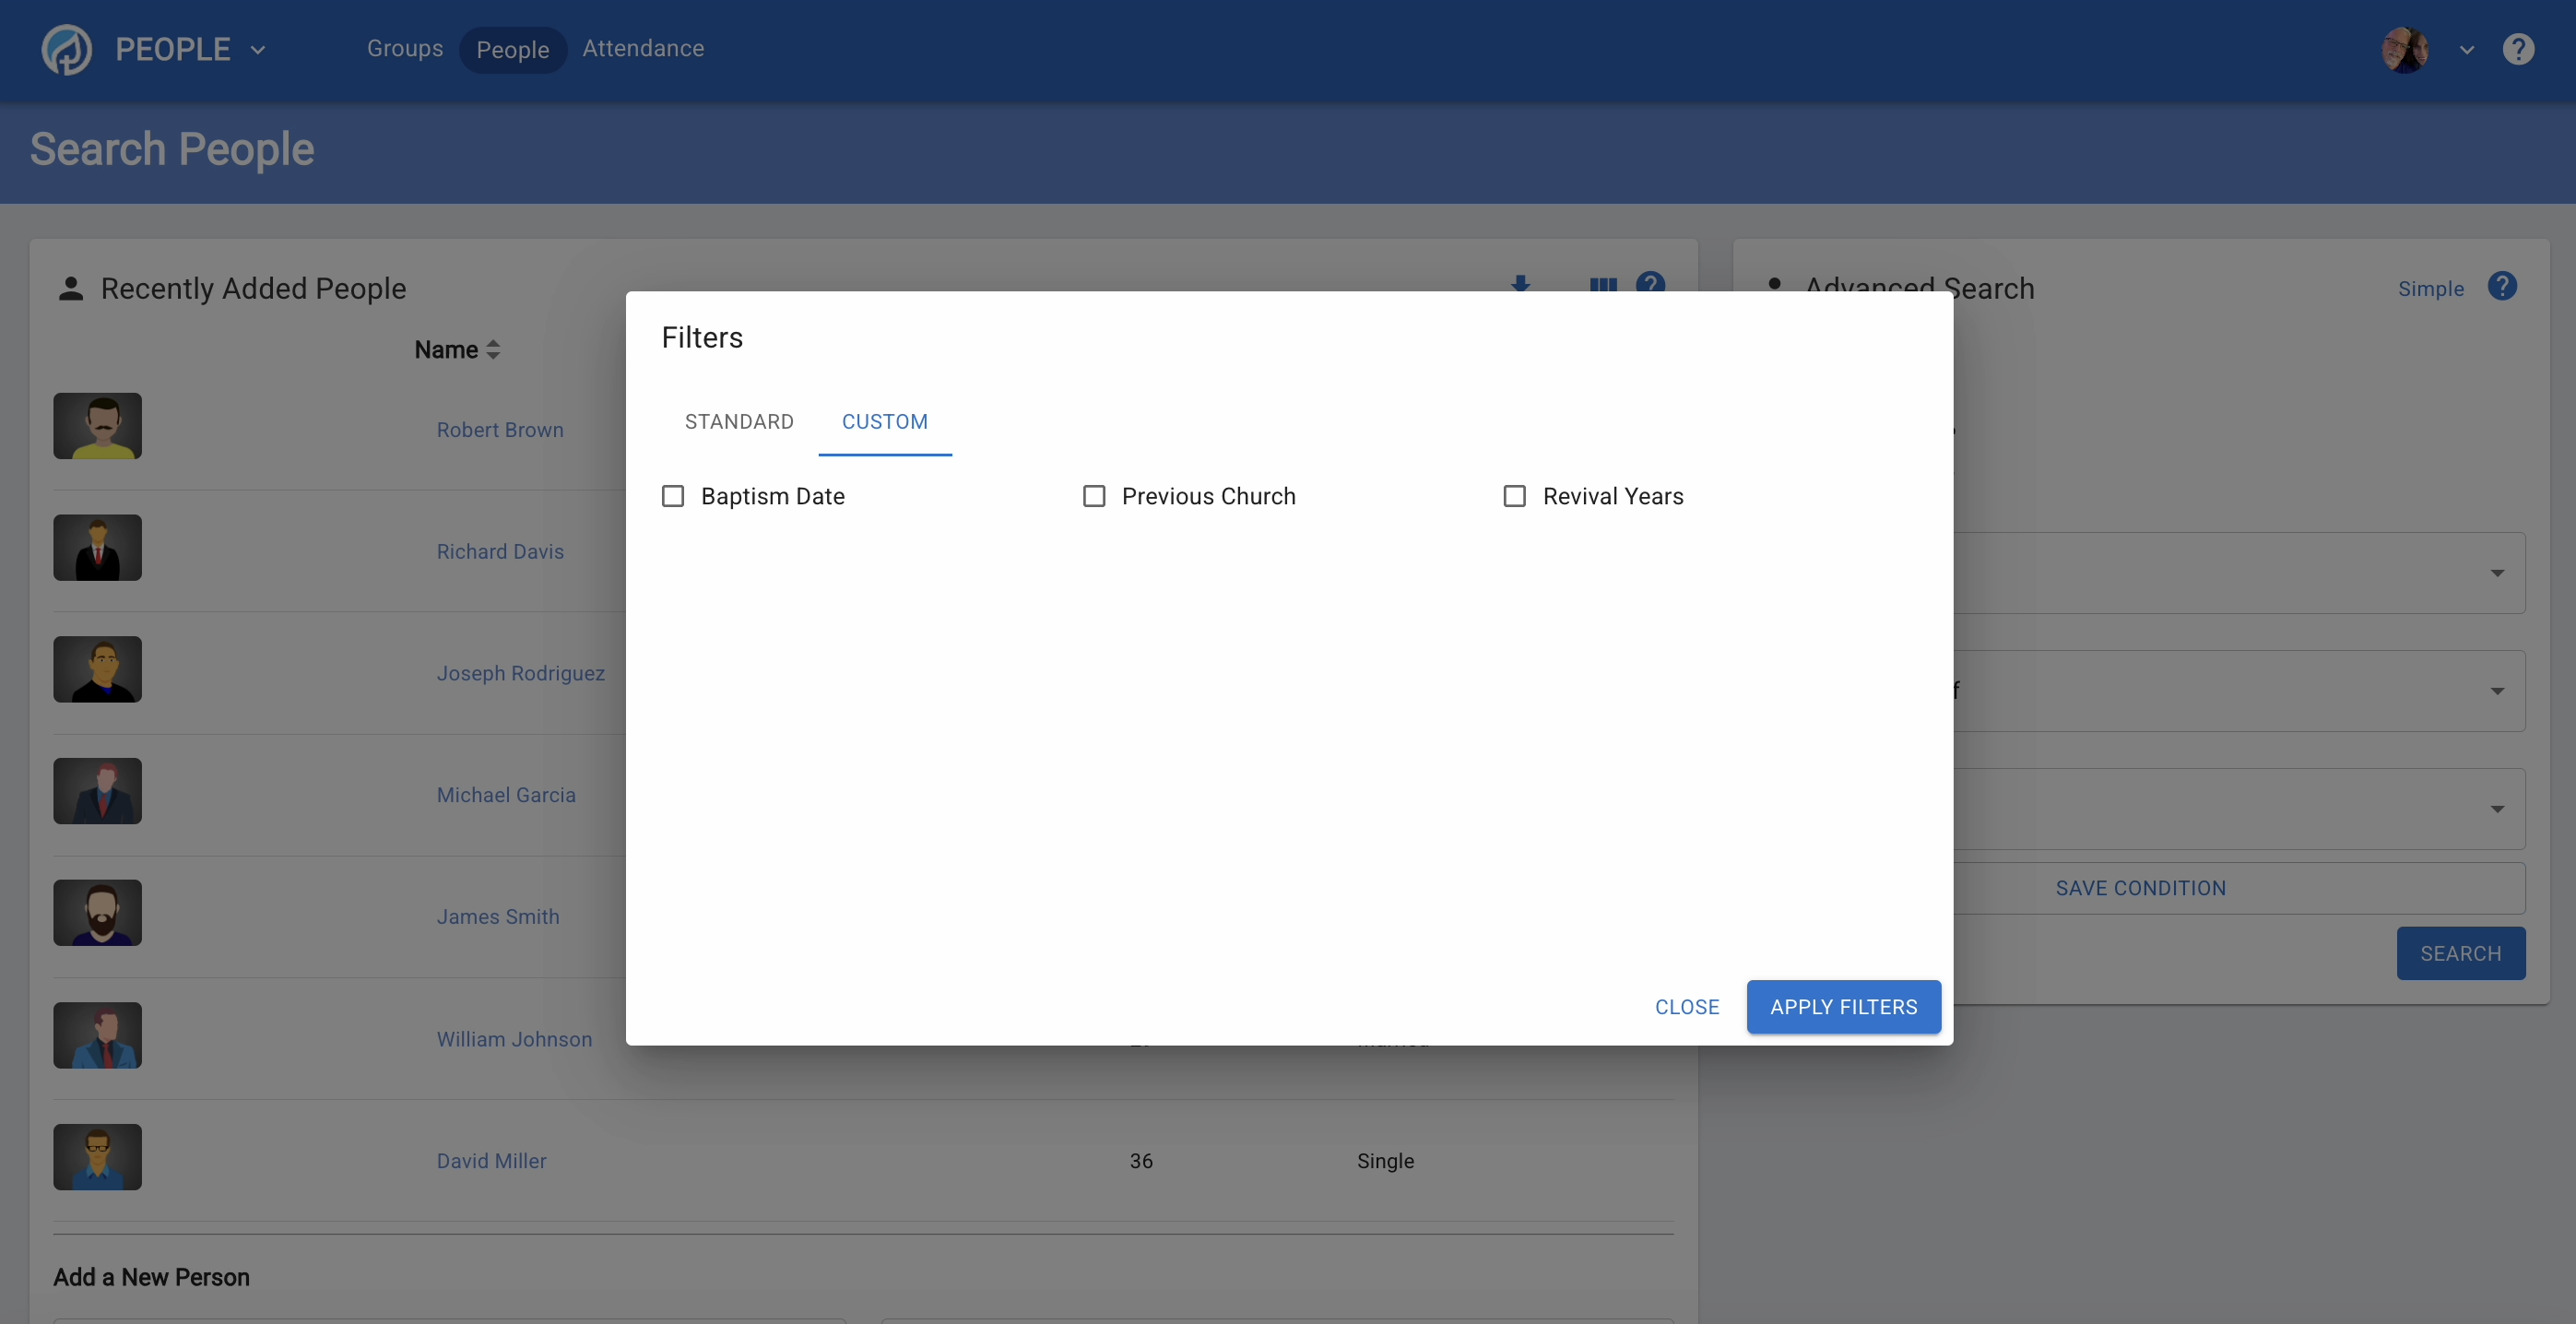 PEOPLE
Groups People Attendance
Search People
Recently Added People
Advanced Search
Simple
Name
Filters
STANDARD CUSTOM
Baptism Date Previous Church Revival Years
Robert Brown
Richard Davis
Joseph Rodriguez
Michael Garcia
James Smith
William Johnson
David Miller 36 Single
SAVE CONDITION
SEARCH
CLOSE APPLY FILTERS
Add a New Person